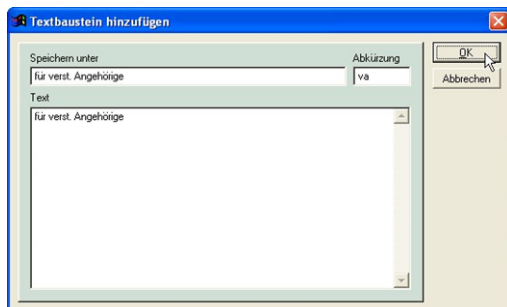 Textbaustein hinzufügen
Speichern unter
Abkürzung
für verst. Angehörige
va
Text
für verst. Angehörige
OK
Abbrechen